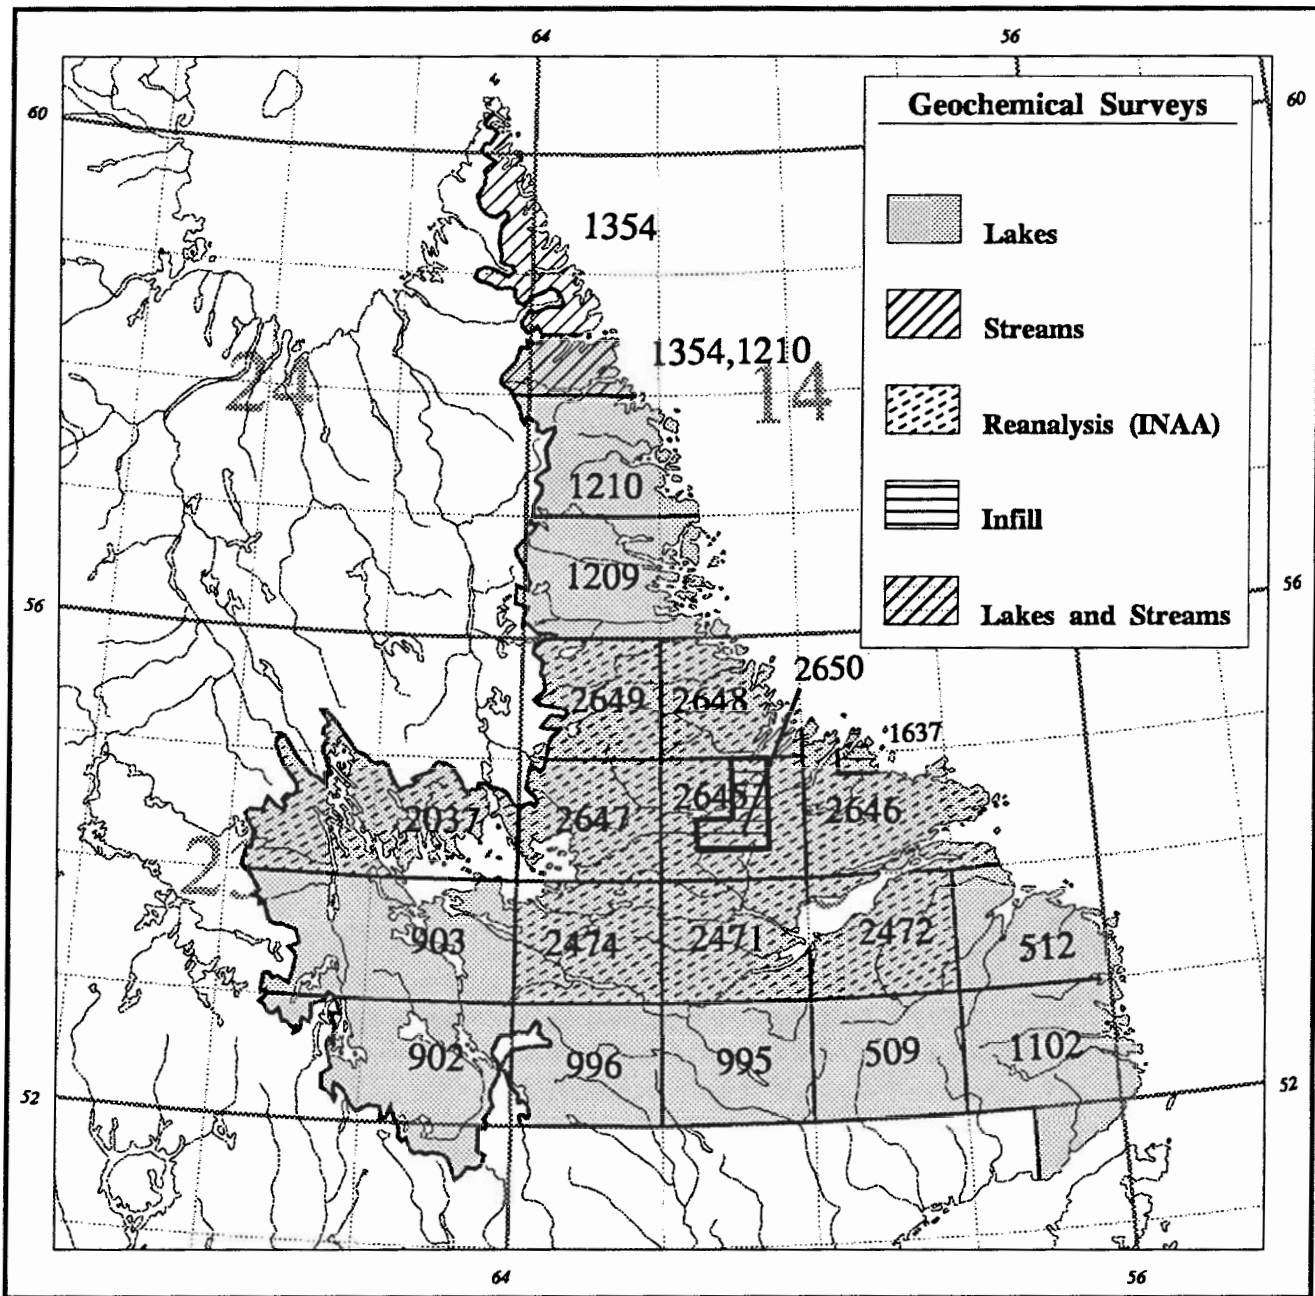 64 56
60 60
Geochemical Surveys
Lakes
Streams
Reanalysis (INAA)
Infill
Lakes and Streams
1354
1354,1210
24 14
1210
1209
56 56
2650
2649 2648
1637
2037 2647 2645 2646
2
903 2474 2471 2472 512
902 996 995 509 1102
52 52
64 56